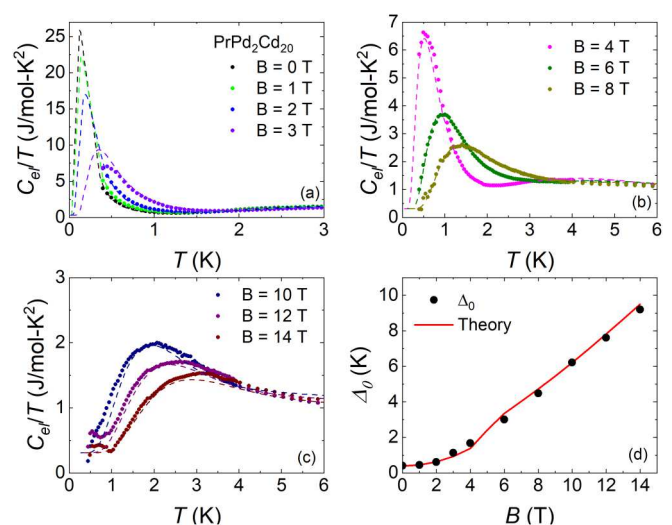 PrPd₂Cd₂₀
B = 0 T
B = 1 T
B = 2 T
B = 3 T
(a)
C_el/T (J/mol-K²)
25
20
15
10
5
0
0 1 2 3
T (K)
B = 4 T
B = 6 T
B = 8 T
(b)
C_el/T (J/mol-K²)
7
6
5
4
3
2
1
0
0 1 2 3 4 5 6
T (K)
B = 10 T
B = 12 T
B = 14 T
(c)
C_el/T (J/mol-K²)
3
2
1
0
0 1 2 3 4 5 6
T (K)
Δ₀
Theory
(d)
Δ₀ (K)
10
8
6
4
2
0
0 2 4 6 8 10 12 14
B (T)